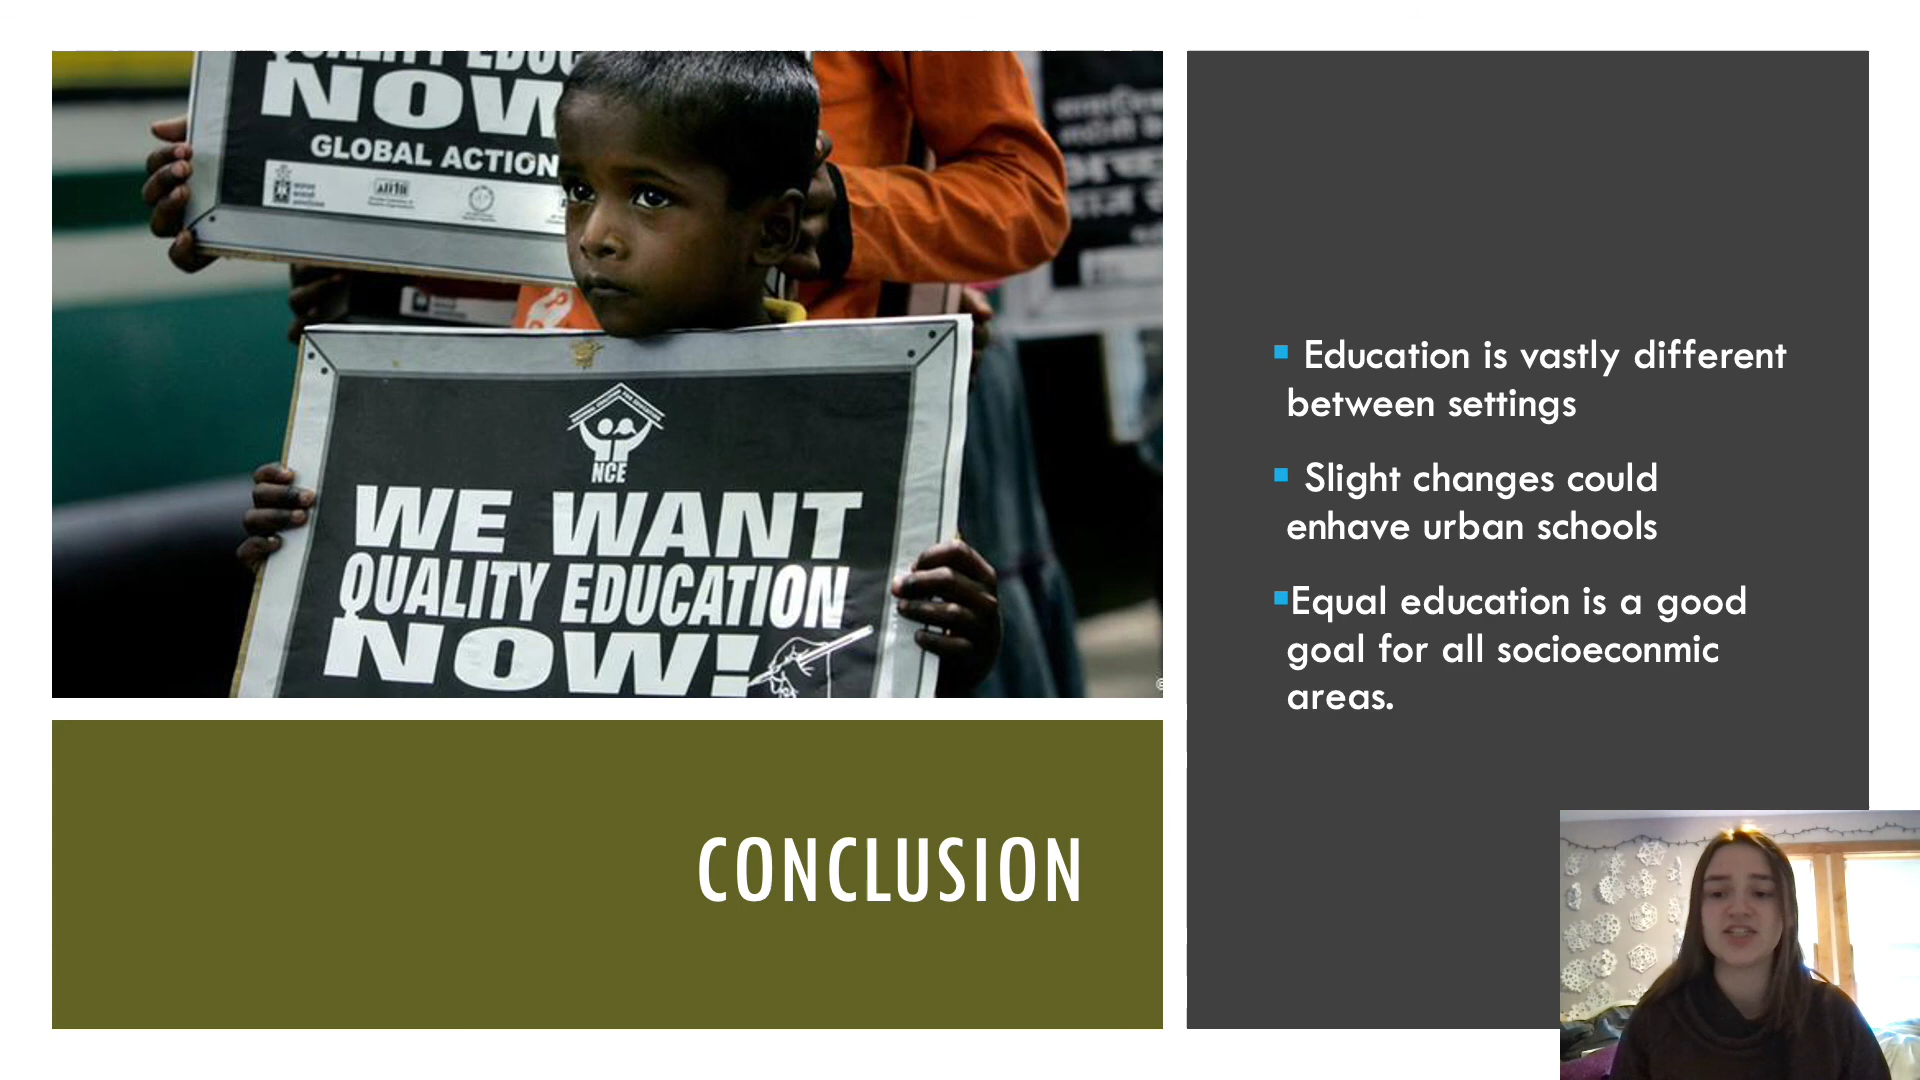 NOW
GLOBAL ACTION
NCE
WE WANT
QUALITY EDUCATION
NOW!
CONCLUSION
▪ Education is vastly different
between settings
▪ Slight changes could
enhave urban schools
▪Equal education is a good
goal for all socioeconmic
areas.